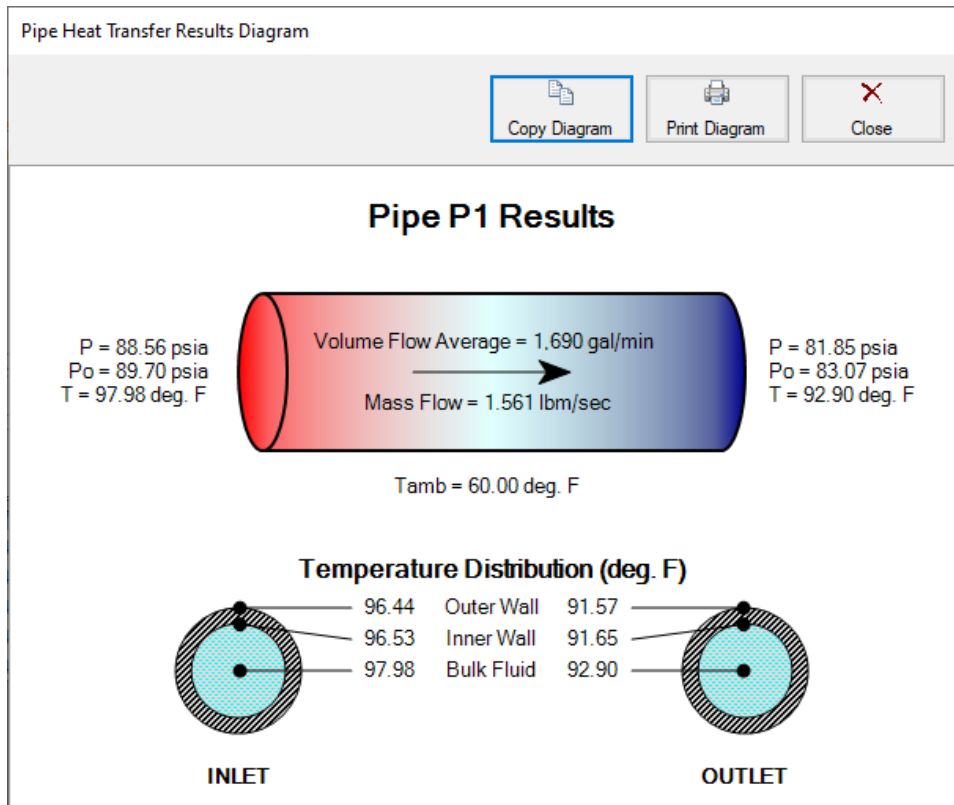 Pipe Heat Transfer Results Diagram
Copy Diagram
Print Diagram
Close
Pipe P1 Results
P = 88.56 psia
Po = 89.70 psia
T = 97.98 deg. F
Volume Flow Average = 1,690 gal/min
Mass Flow = 1.561 lbm/sec
P = 81.85 psia
Po = 83.07 psia
T = 92.90 deg. F
Tamb = 60.00 deg. F
Temperature Distribution (deg. F)
96.44 Outer Wall 91.57
96.53 Inner Wall 91.65
97.98 Bulk Fluid 92.90
INLET
OUTLET